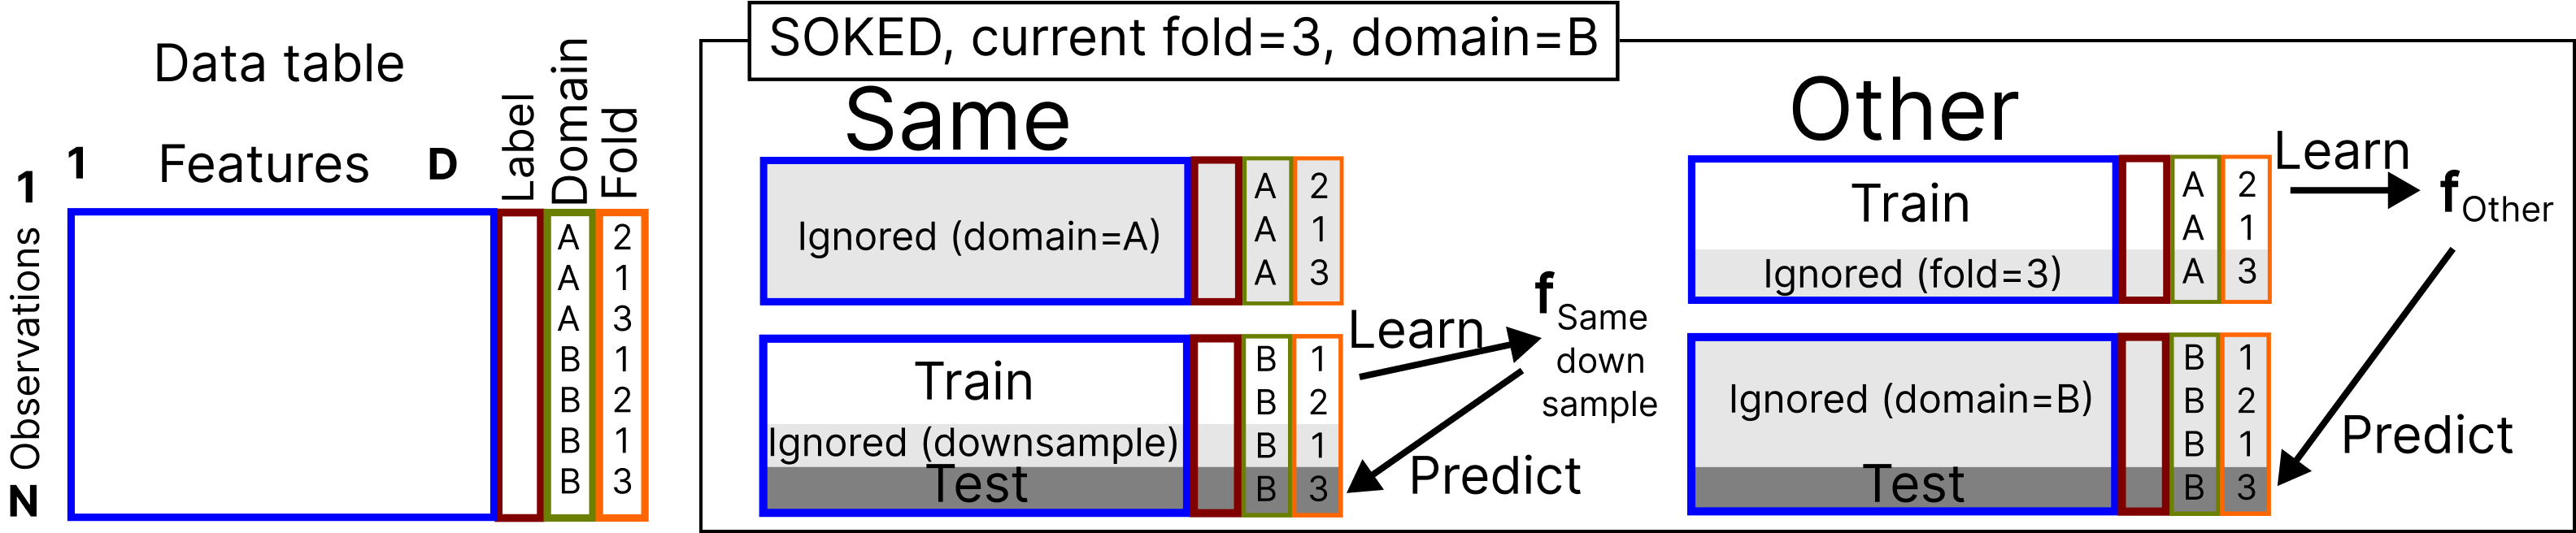 Data table
1 Features D
Label
Domain
Fold
1
Observations
N
A 2
A 1
A 3
B 1
B 2
B 1
B 3
SOKED, current fold=3, domain=B
Same
Ignored (domain=A)
A 2
A 1
A 3
Train
Ignored (downsample)
Test
B 1
B 2
B 1
B 3
Learn
f Same
down
sample
Predict
Other
Train
Ignored (fold=3)
A 2
A 1
A 3
Ignored (domain=B)
Test
B 1
B 2
B 1
B 3
Learn
f Other
Predict